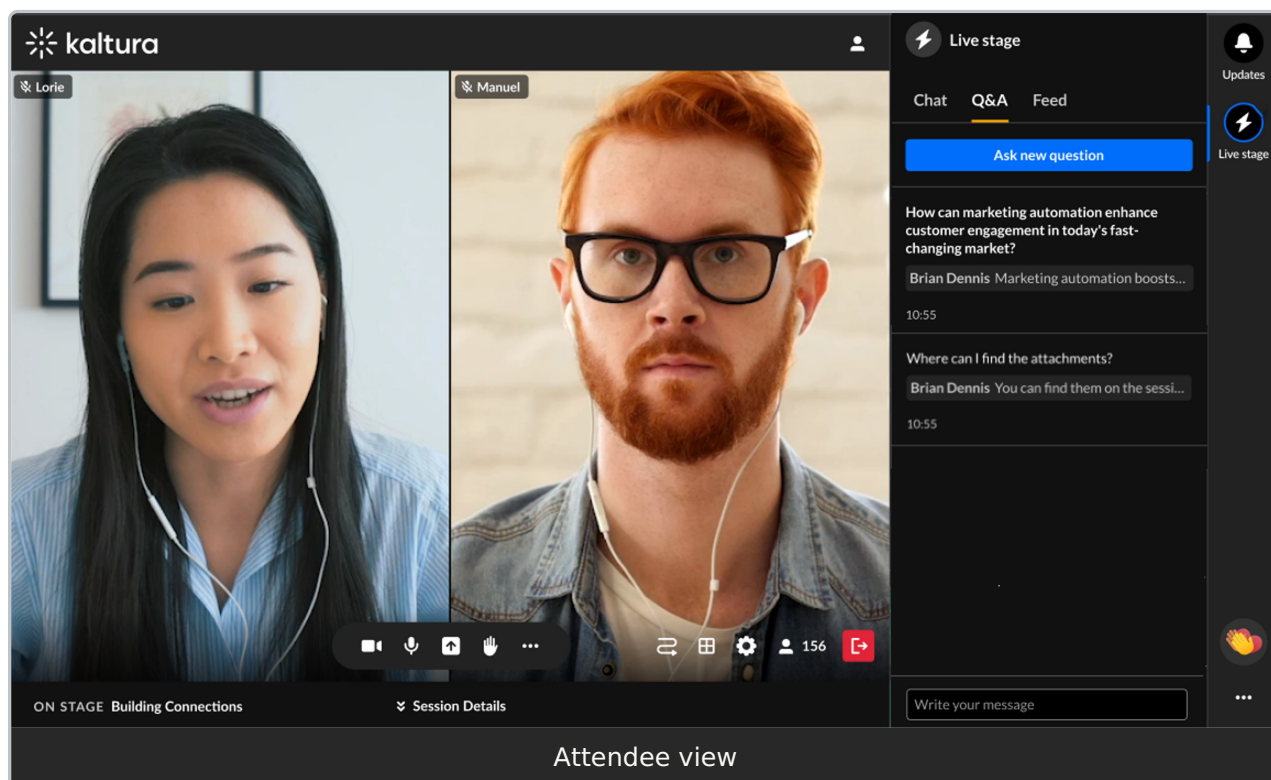 kaltura
Lorie
Manuel
156
ON STAGE Building Connections
Session Details
Live stage
Chat Q&A Feed
Ask new question
How can marketing automation enhance
customer engagement in today's fast-
changing market?
Brian Dennis Marketing automation boosts...
10:55
Where can I find the attachments?
Brian Dennis You can find them on the sessi...
10:55
Write your message
Updates
Live stage
Attendee view